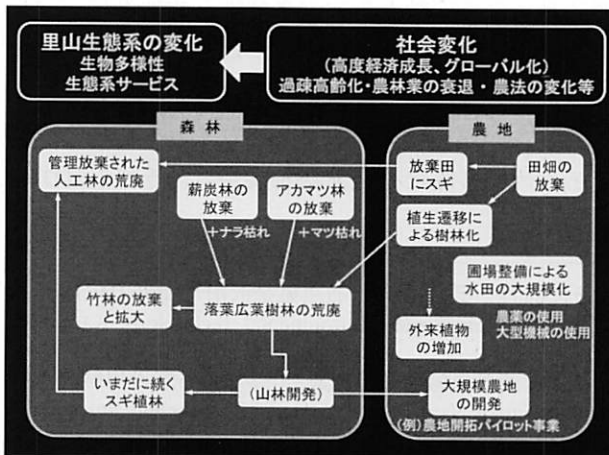 里山生態系の変化
生物多様性
生態系サービス
社会変化
(高度経済成長、グローバル化)
過疎高齢化・農林業の衰退・農法の変化等
森林
農地
管理放棄された
人工林の荒廃
放棄田
にスギ
田畑の
放棄
薪炭林の
放棄
アカマツ林
の放棄
+ナラ枯れ
+マツ枯れ
植生遷移に
よる樹林化
圃場整備による
水田の大規模化
農薬の使用
大型機械の使用
竹林の放棄
と拡大
落葉広葉樹林の荒廃
外来植物
の増加
いまだに続く
スギ植林
(山林開発)
大規模農地
の開発
(例)農地開拓パイロット事業